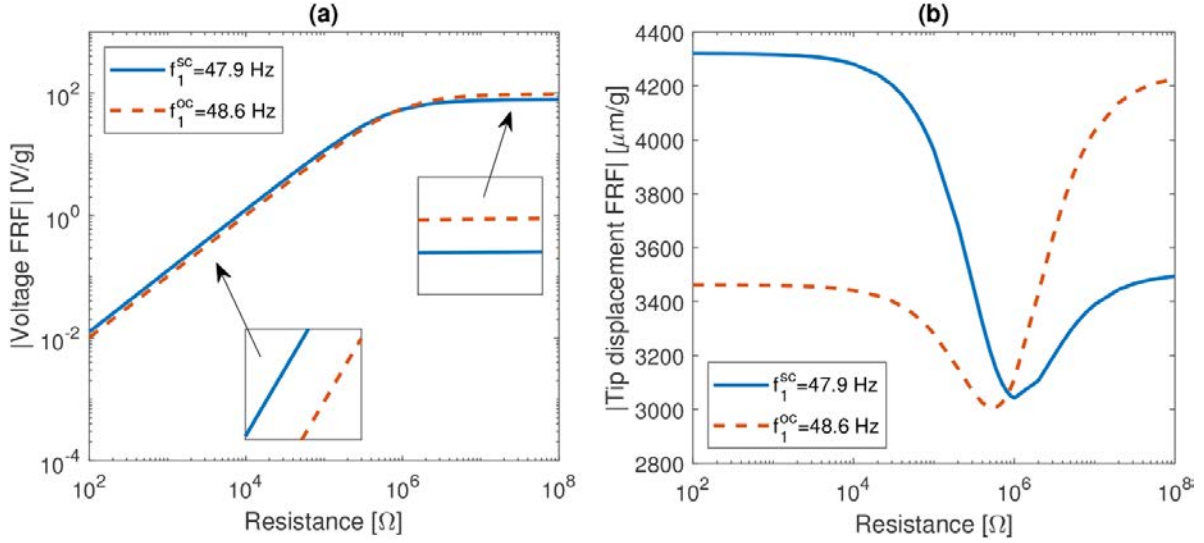 (a)
|Voltage FRF| [V/g]
10^2
10^0
10^-2
10^-4
f_1^sc=47.9 Hz
f_1^oc=48.6 Hz
10^2 10^4 10^6 10^8
Resistance [Ω]
(b)
|Tip displacement FRF| [μm/g]
4400
4200
4000
3800
3600
3400
3200
3000
2800
f_1^sc=47.9 Hz
f_1^oc=48.6 Hz
10^2 10^4 10^6 10^8
Resistance [Ω]